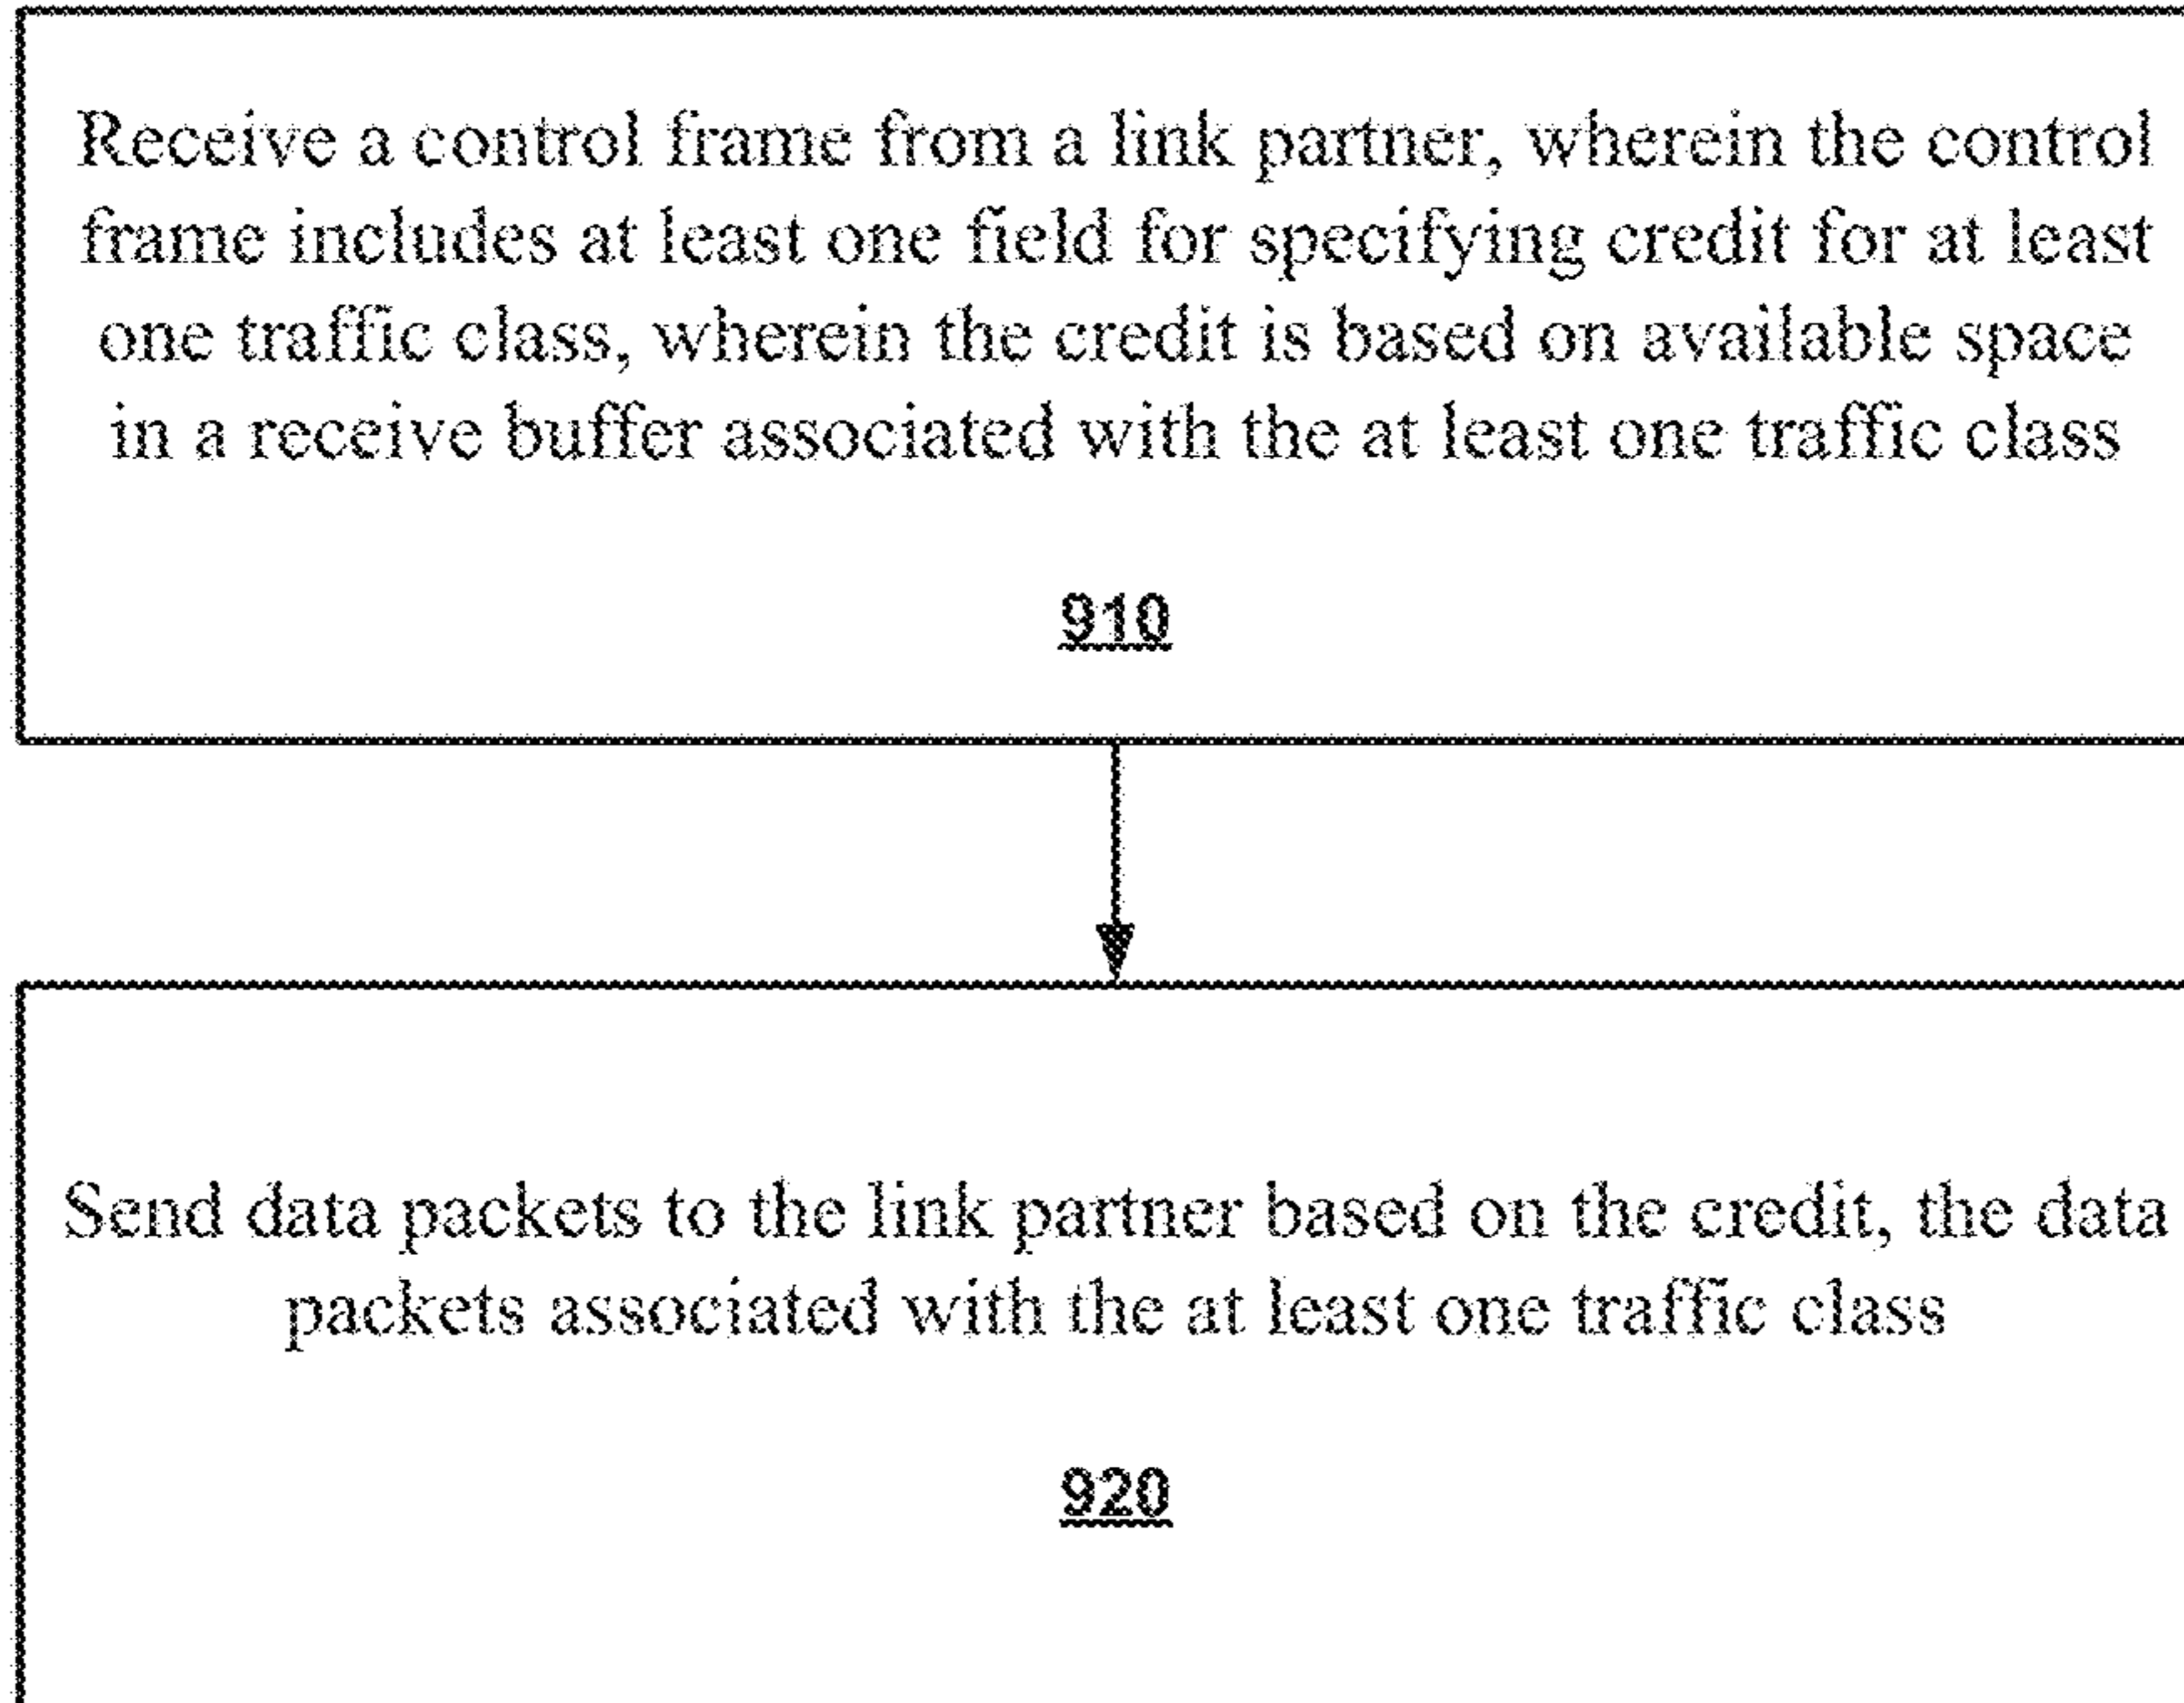 Receive a control frame from a link partner, wherein the control
frame includes at least one field for specifying credit for at least
one traffic class, wherein the credit is based on available space
in a receive buffer associated with the at least one traffic class
910
Send data packets to the link partner based on the credit, the data
packets associated with the at least one traffic class
920